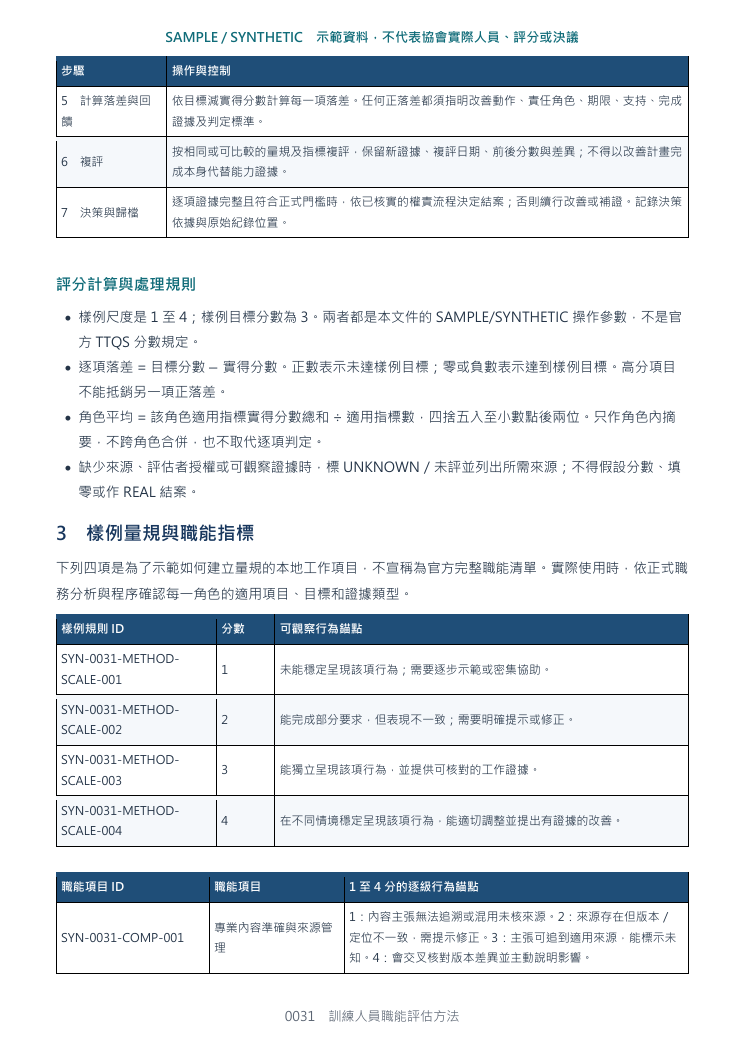 SAMPLE / SYNTHETIC　示範資料，不代表協會實際人員、評分或決議
步驟　操作與控制
5　計算落差與回
饋
依目標減實得分數計算每一項落差。任何正落差都須指明改善動作、責任角色、期限、支持、完成
證據及判定標準。
6　複評
按相同或可比較的量規及指標複評，保留新證據、複評日期、前後分數與差異；不得以改善計畫完
成本身代替能力證據。
7　決策與歸檔
逐項證據完整且符合正式門檻時，依已核實的權責流程決定結案；否則續行改善或補證。記錄決策
依據與原始紀錄位置。
評分計算與處理規則
• 樣例尺度是 1 至 4；樣例目標分數為 3。兩者都是本文件的 SAMPLE/SYNTHETIC 操作參數，不是官
方 TTQS 分數規定。
• 逐項落差 = 目標分數 − 實得分數。正數表示未達樣例目標；零或負數表示達到樣例目標。高分項目
不能抵銷另一項正落差。
• 角色平均 = 該角色適用指標實得分數總和 ÷ 適用指標數，四捨五入至小數點後兩位。只作角色內摘
要，不跨角色合併，也不取代逐項判定。
• 缺少來源、評估者授權或可觀察證據時，標 UNKNOWN / 未評並列出所需來源；不得假設分數、填
零或作 REAL 結案。
3　樣例量規與職能指標
下列四項是為了示範如何建立量規的本地工作項目，不宣稱為官方完整職能清單。實際使用時，依正式職
務分析與程序確認每一角色的適用項目、目標和證據類型。
樣例規則 ID　分數　可觀察行為錨點
SYN-0031-METHOD-
SCALE-001
1
未能穩定呈現該項行為；需要逐步示範或密集協助。
SYN-0031-METHOD-
SCALE-002
2
能完成部分要求，但表現不一致；需要明確提示或修正。
SYN-0031-METHOD-
SCALE-003
3
能獨立呈現該項行為，並提供可核對的工作證據。
SYN-0031-METHOD-
SCALE-004
4
在不同情境穩定呈現該項行為，能適切調整並提出有證據的改善。
職能項目 ID　職能項目　1 至 4 分的逐級行為錨點
SYN-0031-COMP-001
專業內容準確與來源管
理
1：內容主張無法追溯或混用未核來源。2：來源存在但版本 /
定位不一致，需提示修正。3：主張可追到適用來源，能標示未
知。4：會交叉核對版本差異並主動說明影響。
0031　訓練人員職能評估方法